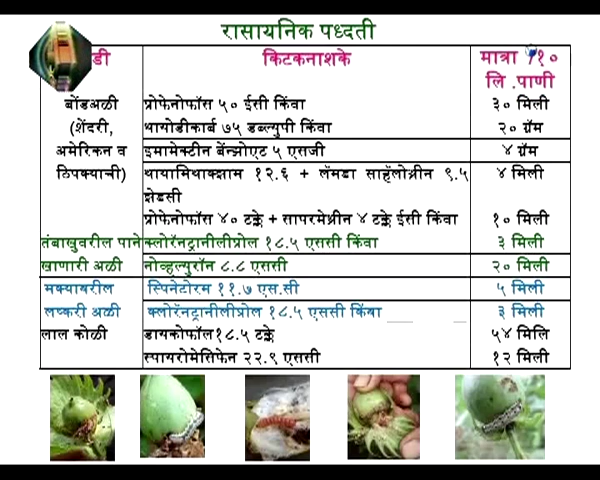 रासायनिक पध्दती
डी किटकनाशके मात्रा /१० लि .पाणी
बोंडअळी (शेंदरी, अमेरिकन व ठिपक्याची) प्रोफेनोफॉस ५० ईसी किंवा ३० मिली
थायोडीकार्ब ७५ डब्ल्युपी किंवा २० ग्रॅम
इमामेक्टीन बेंन्झोएट ५ एसजी ४ ग्रॅम
थायामिथाक्झाम १२.६ + लॅमडा साहॅलोथ्रीन ९.५ झेडसी ४ मिली
प्रोफेनोफॉस ४० टक्के + सापरमेथ्रीन ४ टक्के ईसी किंवा १० मिली
तंबाखुवरील पाने खाणारी अळी क्लोरॅनट्रानीलीप्रोल १८.५ एससी किंवा ३ मिली
नोव्हल्युरॉन ८.८ एससी २० मिली
मक्यावरील लष्करी अळी स्पिनेटोरम ११.७ एस.सी ५ मिली
क्लोरॅनट्रानीलीप्रोल १८.५ एससी किंवा ३ मिली
लाल कोळी डायकोफॉल१८.५ टक्के ५४ मिलि
स्पायरोमेसिफेन २२.९ एससी १२ मिली